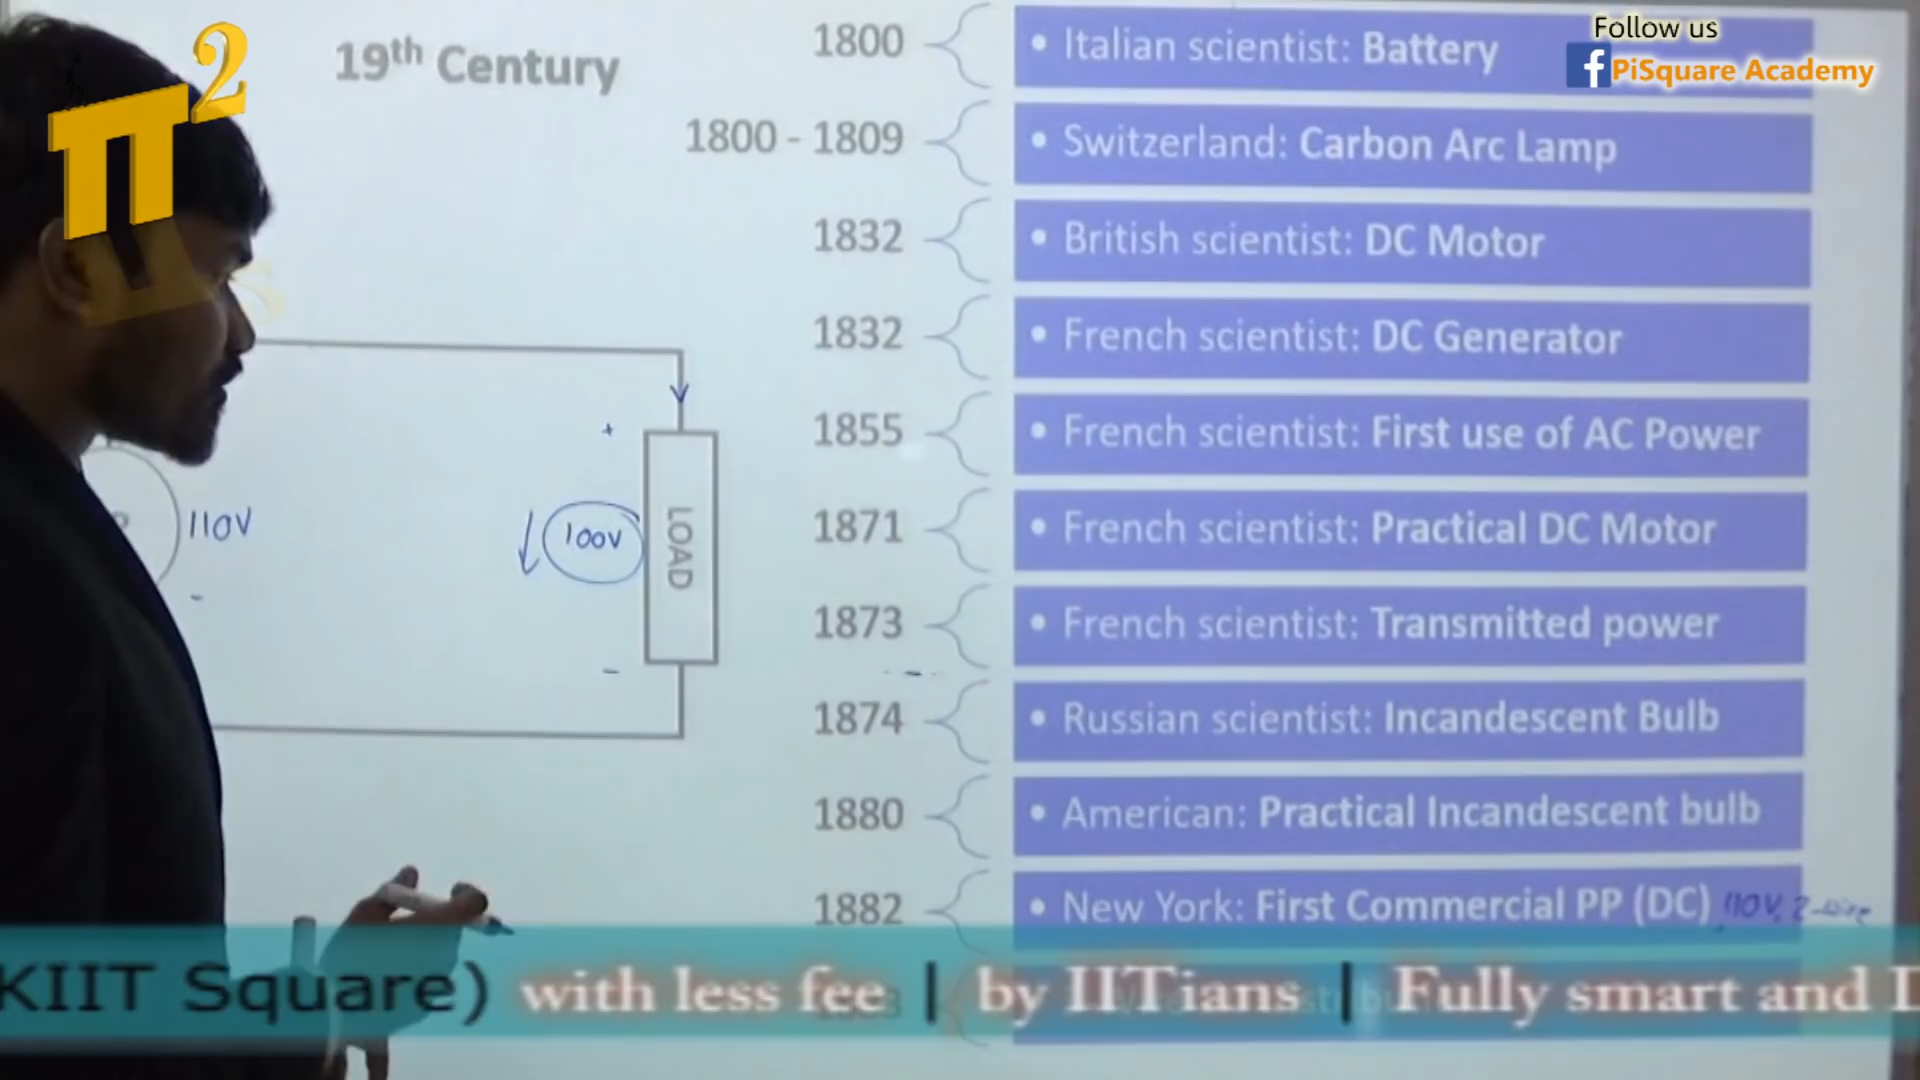 π2
19th Century
Follow us
f PiSquare Academy
1800
• Italian scientist: Battery
1800 - 1809
• Switzerland: Carbon Arc Lamp
1832
• British scientist: DC Motor
1832
• French scientist: DC Generator
1855
• French scientist: First use of AC Power
1871
• French scientist: Practical DC Motor
1873
• French scientist: Transmitted power
1874
• Russian scientist: Incandescent Bulb
1880
• American: Practical Incandescent bulb
1882
• New York: First Commercial PP (DC) 110V, 2-wire
110V
-
+
100V
-
LOAD
KIIT Square) with less fee | by IITians | Fully smart and D